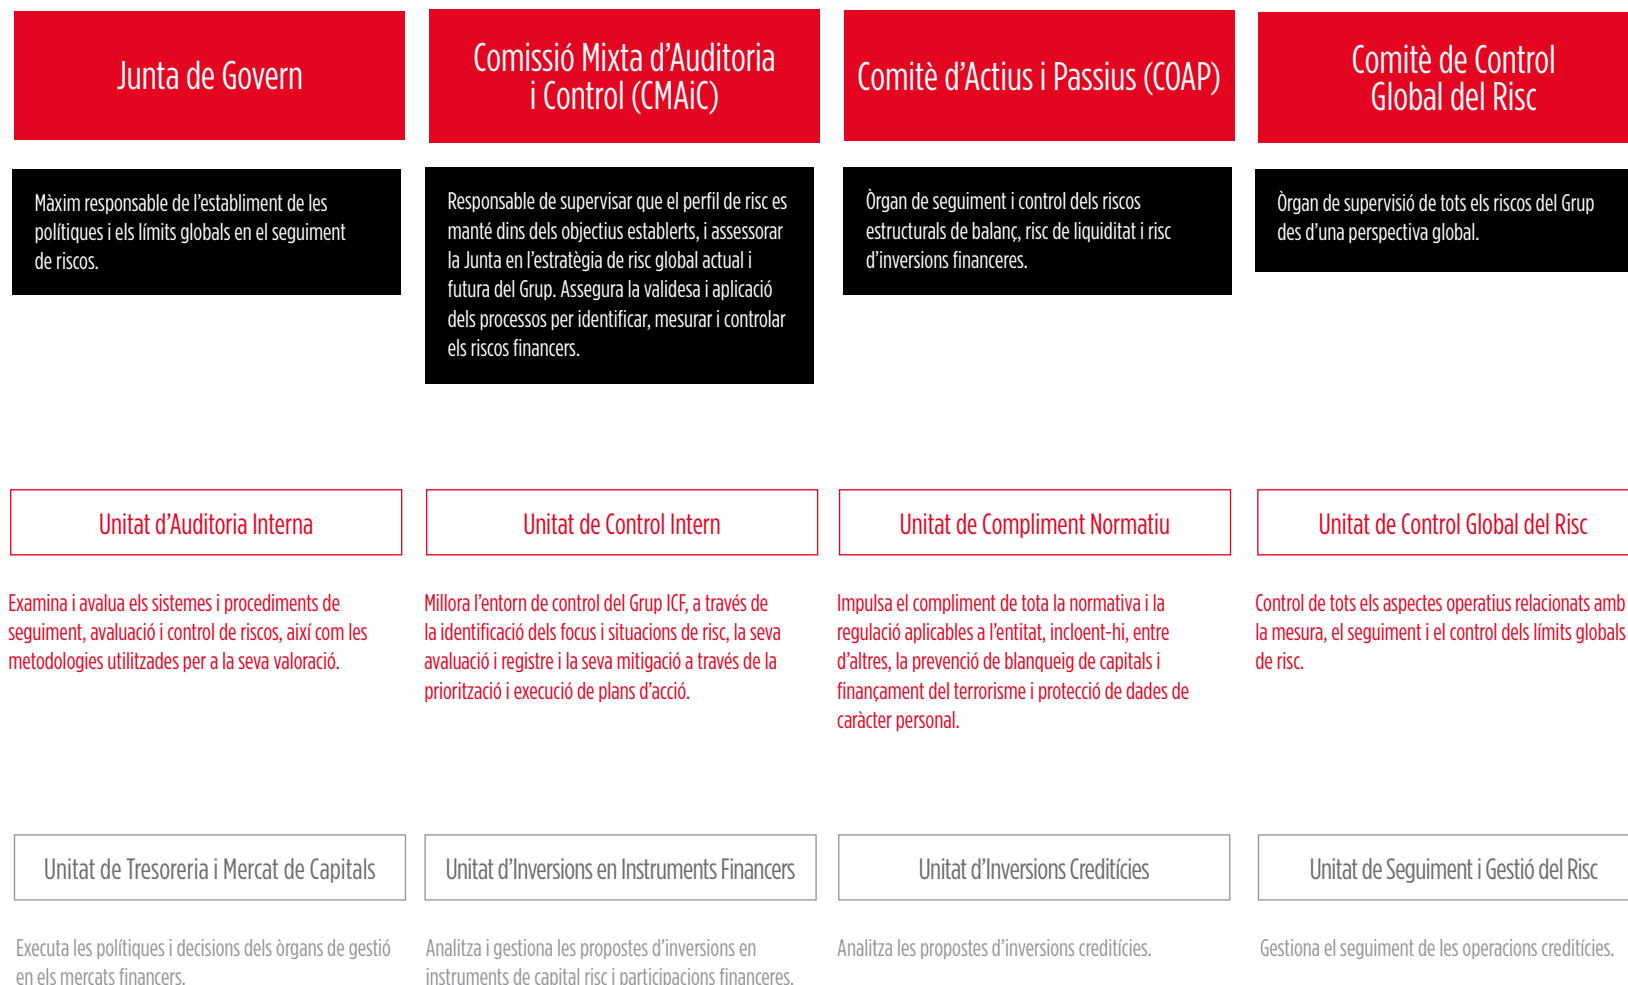 Junta de Govern
Comissió Mixta d’Auditoria
i Control (CMAiC)
Comitè d’Actius i Passius (COAP)
Comitè de Control
Global del Risc
Màxim responsable de l’establiment de les
polítiques i els límits globals en el seguiment
de riscos.
Responsable de supervisar que el perfil de risc es
manté dins dels objectius establerts, i assessorar
la Junta en l’estratègia de risc global actual i
futura del Grup. Assegura la validesa i aplicació
dels processos per identificar, mesurar i controlar
els riscos financers.
Òrgan de seguiment i control dels riscos
estructurals de balanç, risc de liquiditat i risc
d’inversions financeres.
Òrgan de supervisió de tots els riscos del Grup
des d’una perspectiva global.
Unitat d’Auditoria Interna
Unitat de Control Intern
Unitat de Compliment Normatiu
Unitat de Control Global del Risc
Examina i avalua els sistemes i procediments de
seguiment, avaluació i control de riscos, així com les
metodologies utilitzades per a la seva valoració.
Millora l’entorn de control del Grup ICF, a través de
la identificació dels focus i situacions de risc, la seva
avaluació i registre i la seva mitigació a través de la
priorització i execució de plans d’acció.
Impulsa el compliment de tota la normativa i la
regulació aplicables a l’entitat, incloent-hi, entre
d’altres, la prevenció de blanqueig de capitals i
finançament del terrorisme i protecció de dades de
caràcter personal.
Control de tots els aspectes operatius relacionats amb
la mesura, el seguiment i el control dels límits globals
de risc.
Unitat de Tresoreria i Mercat de Capitals
Unitat d’Inversions en Instruments Financers
Unitat d’Inversions Creditícies
Unitat de Seguiment i Gestió del Risc
Executa les polítiques i decisions dels òrgans de gestió
en els mercats financers.
Analitza i gestiona les propostes d’inversions en
instruments de capital risc i participacions financeres.
Analitza les propostes d’inversions creditícies.
Gestiona el seguiment de les operacions creditícies.